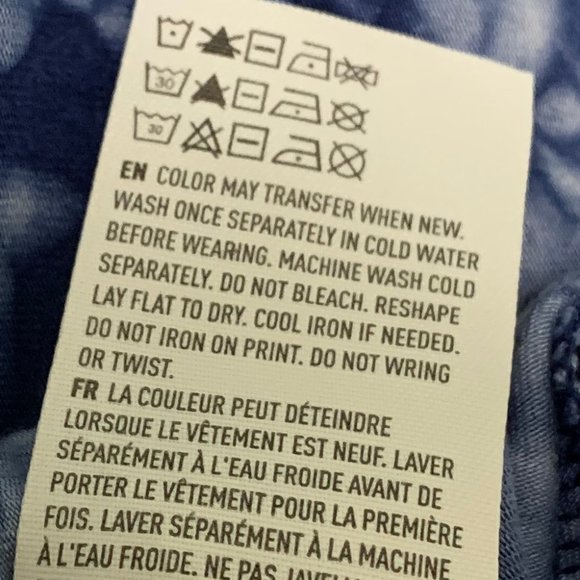 30
30
EN COLOR MAY TRANSFER WHEN NEW.
WASH ONCE SEPARATELY IN COLD WATER
BEFORE WEARING. MACHINE WASH COLD
SEPARATELY. DO NOT BLEACH. RESHAPE
LAY FLAT TO DRY. COOL IRON IF NEEDED.
DO NOT IRON ON PRINT. DO NOT WRING
OR TWIST.
FR LA COULEUR PEUT DÉTEINDRE
LORSQUE LE VÊTEMENT EST NEUF. LAVER
SÉPARÉMENT À L'EAU FROIDE AVANT DE
PORTER LE VÊTEMENT POUR LA PREMIÈRE
FOIS. LAVER SÉPARÉMENT À LA MACHINE
À L'EAU FROIDE. NE PAS